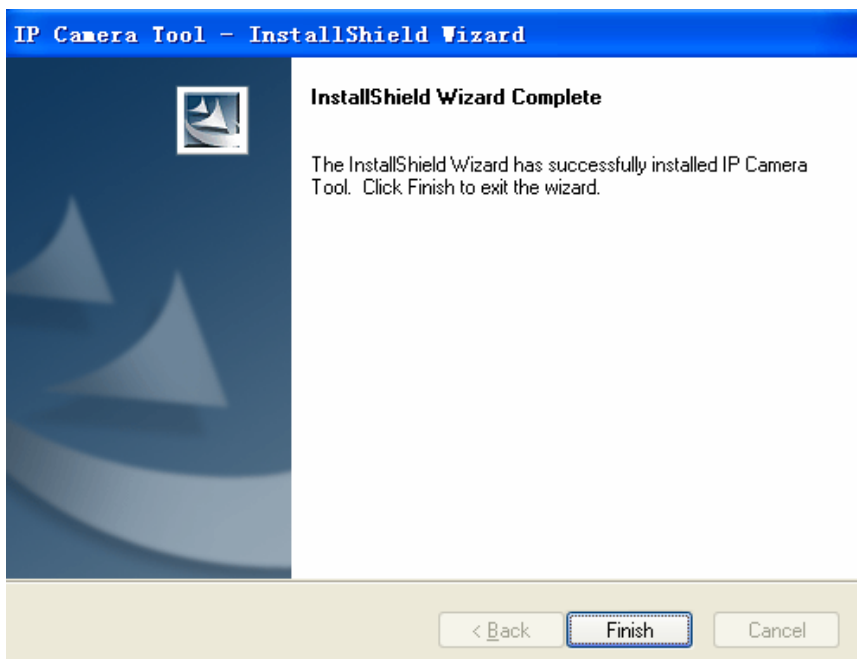 IP Camera Tool - InstallShield Wizard
InstallShield Wizard Complete
The InstallShield Wizard has successfully installed IP Camera
Tool.  Click Finish to exit the wizard.
< Back
Finish
Cancel